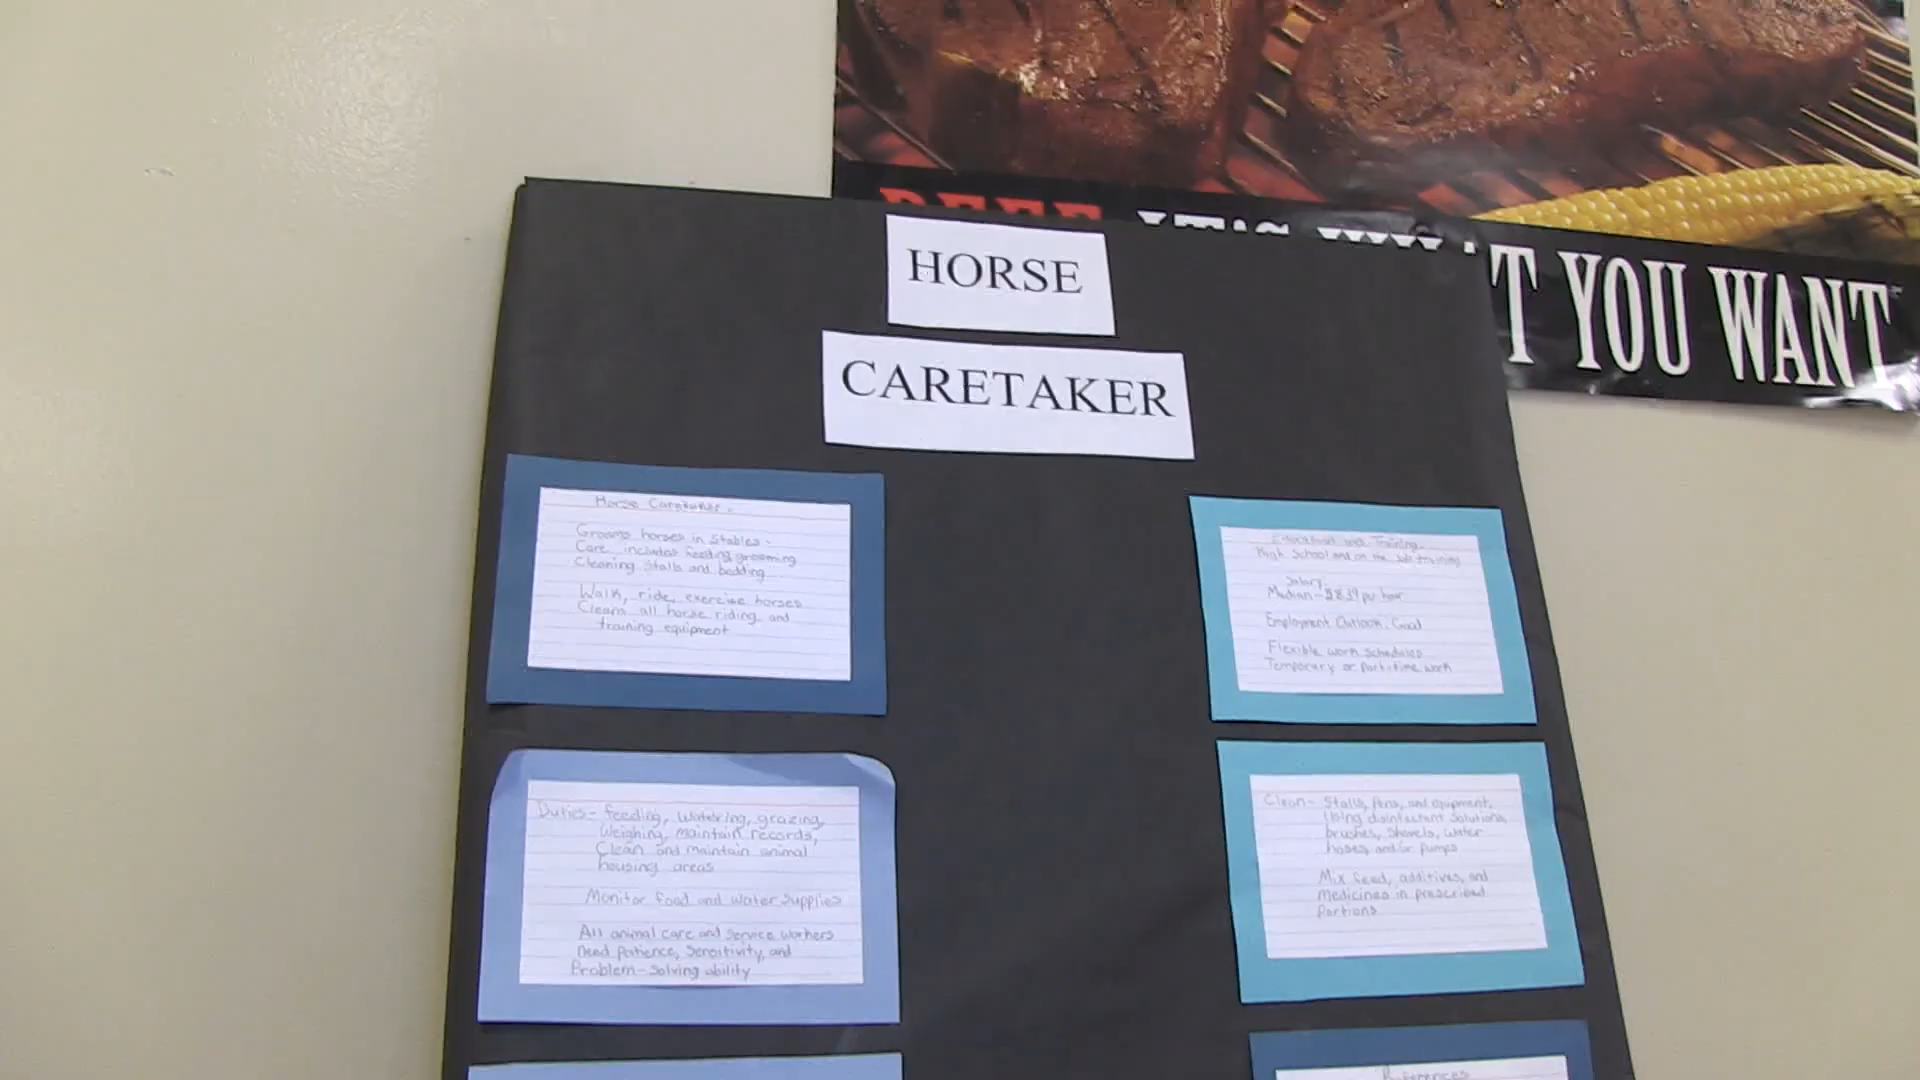 BEEF IT'S WHAT YOU WANT
HORSE
CARETAKER
Horse Caretaker-
Grooms horses in Stables-
Care includes feeding, grooming
Cleaning Stalls and bedding
Walk, ride, exercise horses
Cleans all horse riding and
training equipment
Duties- feeding, watering, grazing,
Weighing, Maintain records,
Clean and maintain animal
housing areas
Monitor food and water supplies
All animal care and service workers
need patience, Sensitivity, and
Problem-Solving ability
Education and Training-
High School and on the job training
Salary-
Median-$8.39 per hour
Employment Outlook. Good
Flexible work schedules
Temporary or part-time work
Clean- Stalls, Pens, and equipment,
Using disinfectant Solutions,
brushes, Shovels, water
hoses, and/or pumps
Mix feed, additives, and
medicines in prescribed
portions
References